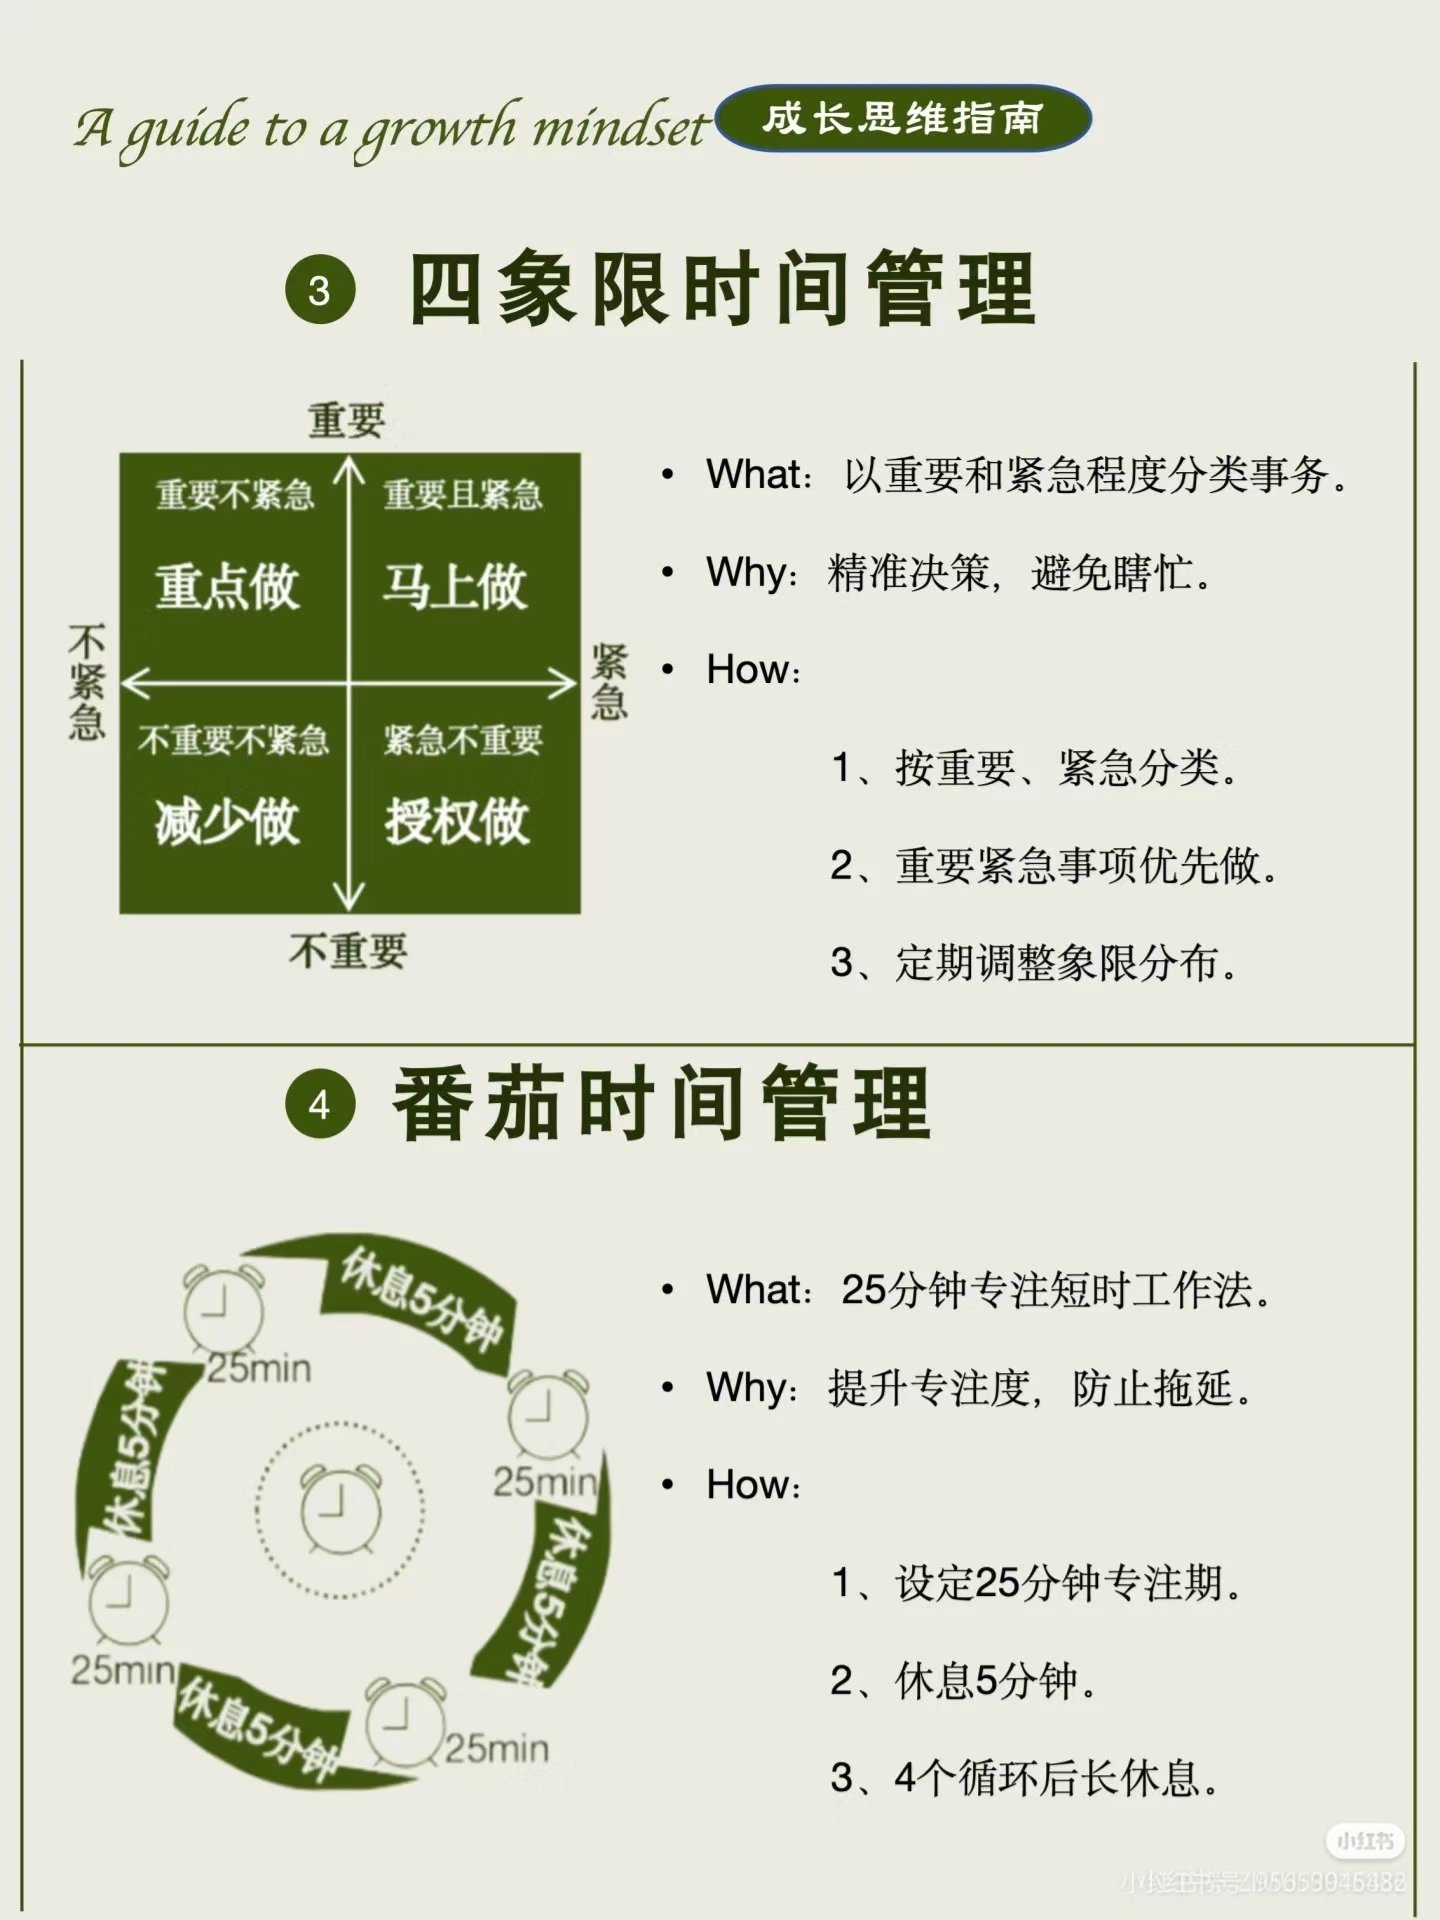 A guide to a growth mindset 成长思维指南
3 四象限时间管理
重要
重要不紧急
重点做
重要且紧急
马上做
不紧急
紧急
不重要不紧急
减少做
紧急不重要
授权做
不重要
• What：以重要和紧急程度分类事务。
• Why：精准决策，避免瞎忙。
• How：
1、按重要、紧急分类。
2、重要紧急事项优先做。
3、定期调整象限分布。
4 番茄时间管理
休息5分钟
25min
休息5分钟
25min
休息5分钟
25min
休息5分钟
25min
• What：25分钟专注短时工作法。
• Why：提升专注度，防止拖延。
• How：
1、设定25分钟专注期。
2、休息5分钟。
3、4个循环后长休息。
小红书